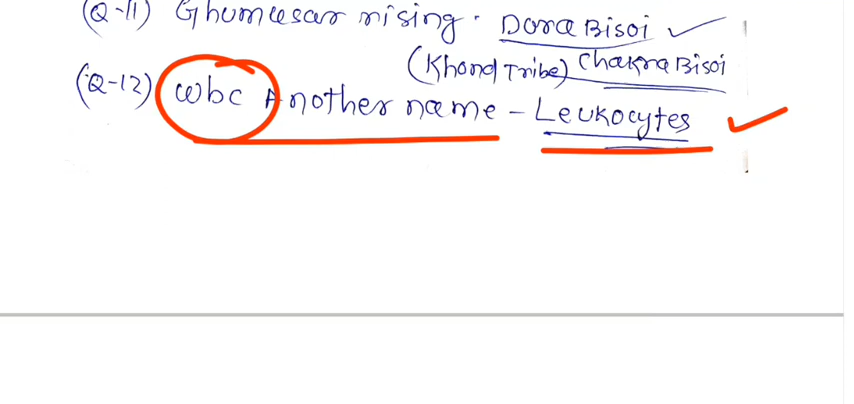 (Q-11) Ghumusar rising. Dora Bisoi
(Khond Tribe) Chakra Bisoi
(Q-12) wbc Another name - Leukocytes